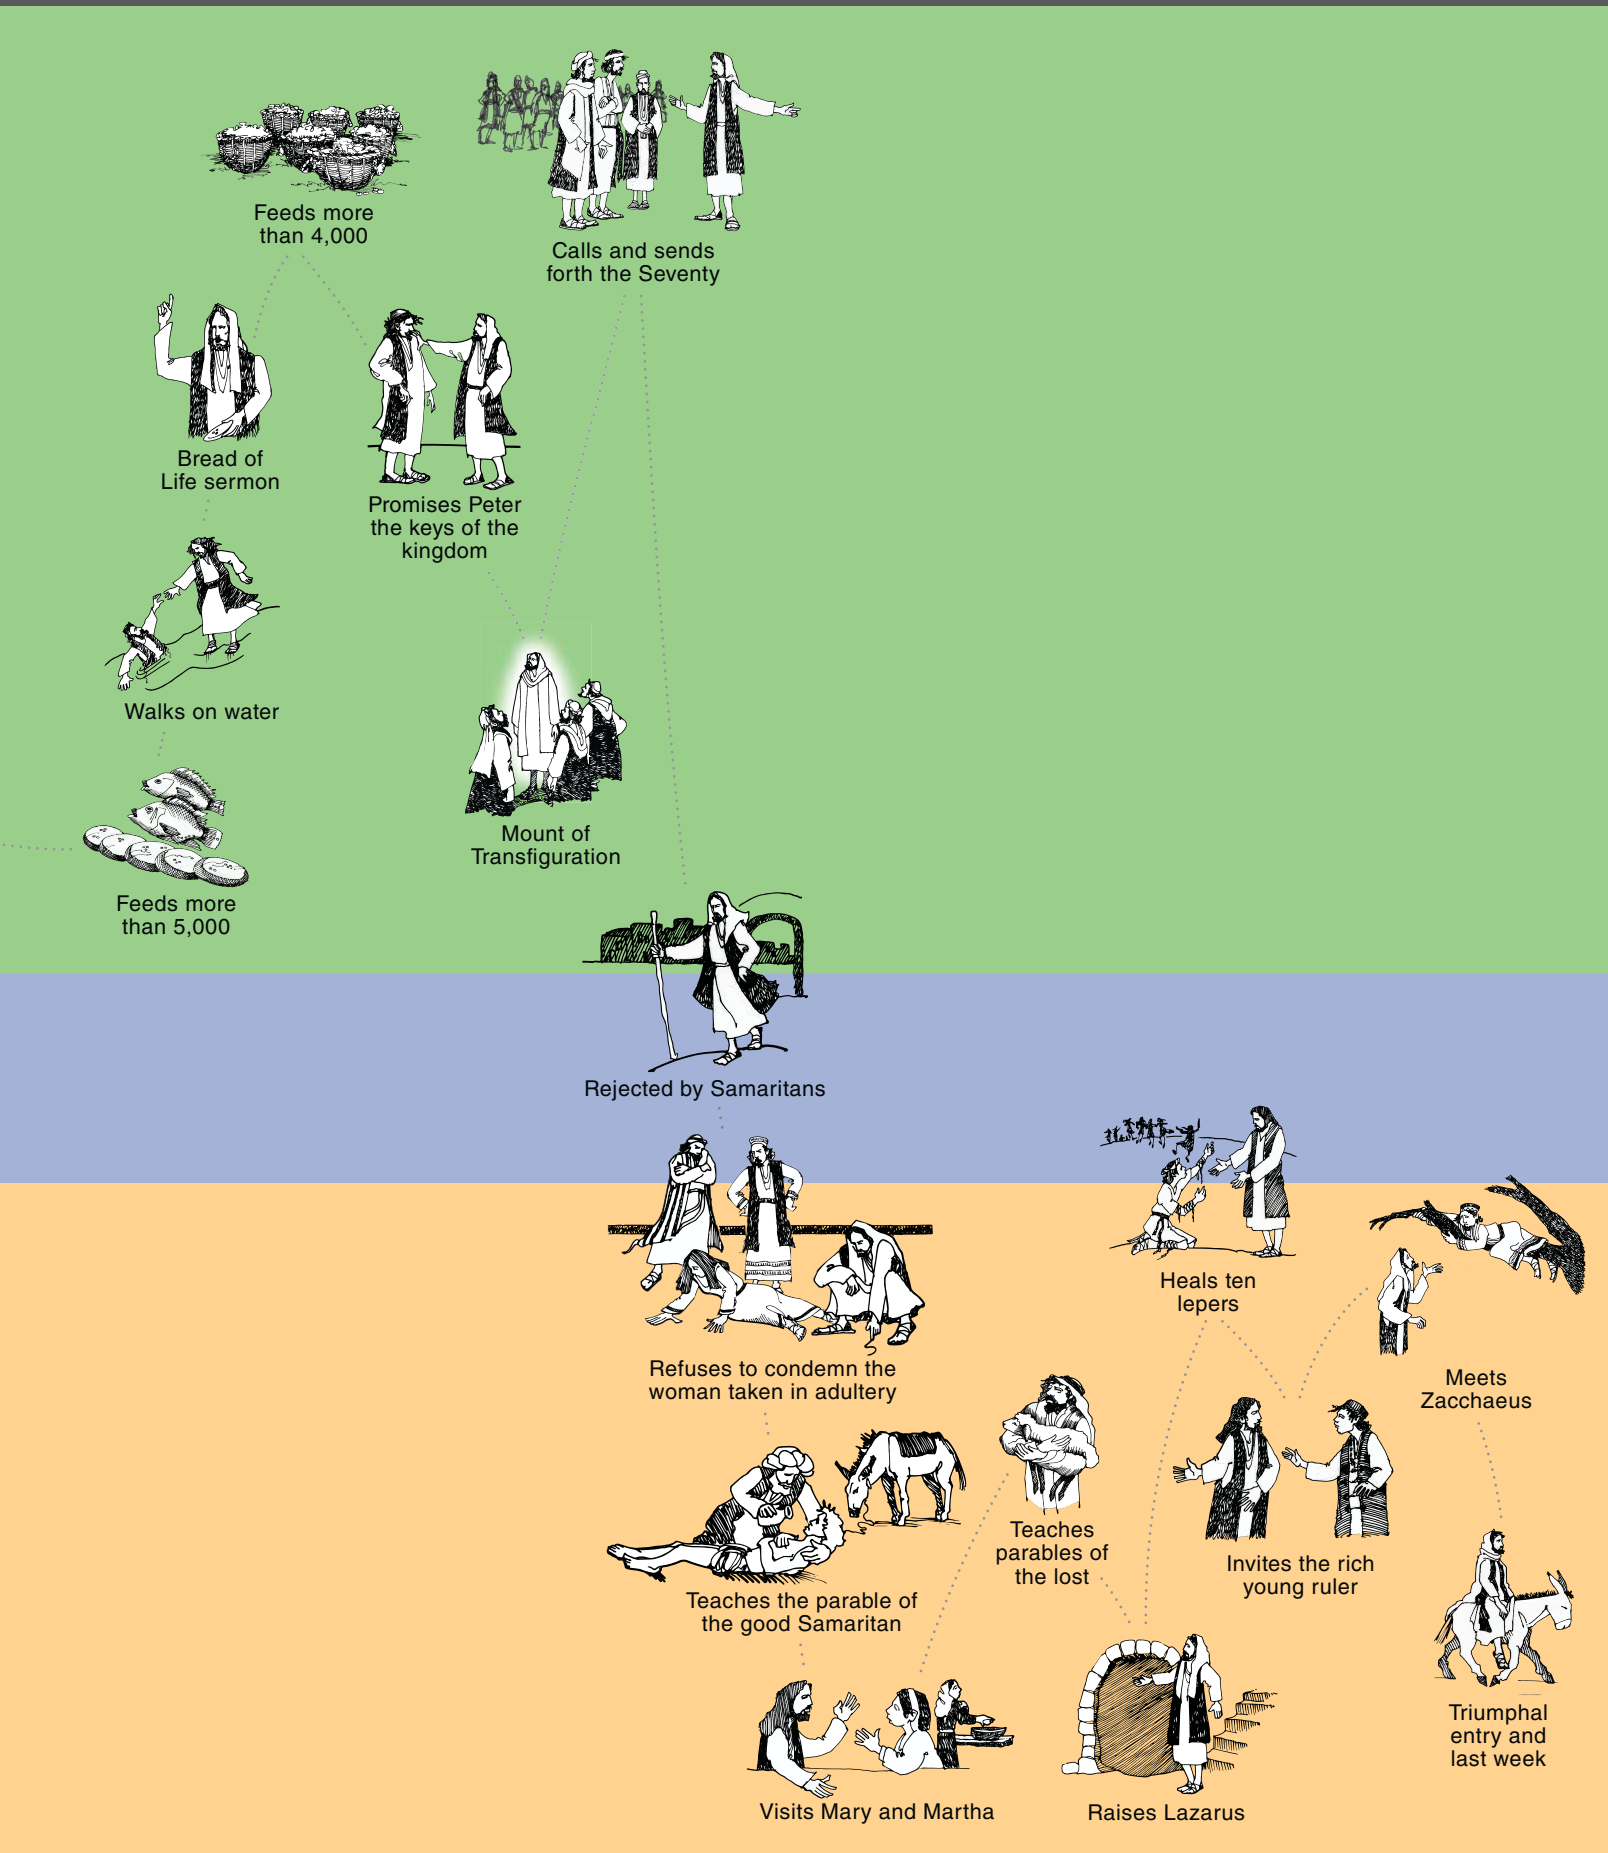 Feeds more
than 4,000
Calls and sends
forth the Seventy
Bread of
Life sermon
Promises Peter
the keys of the
kingdom
Walks on water
Mount of
Transfiguration
Feeds more
than 5,000
Rejected by Samaritans
Heals ten
lepers
Refuses to condemn the
woman taken in adultery
Meets
Zacchaeus
Teaches
parables of
the lost
Invites the rich
young ruler
Teaches the parable of
the good Samaritan
Triumphal
entry and
last week
Visits Mary and Martha
Raises Lazarus